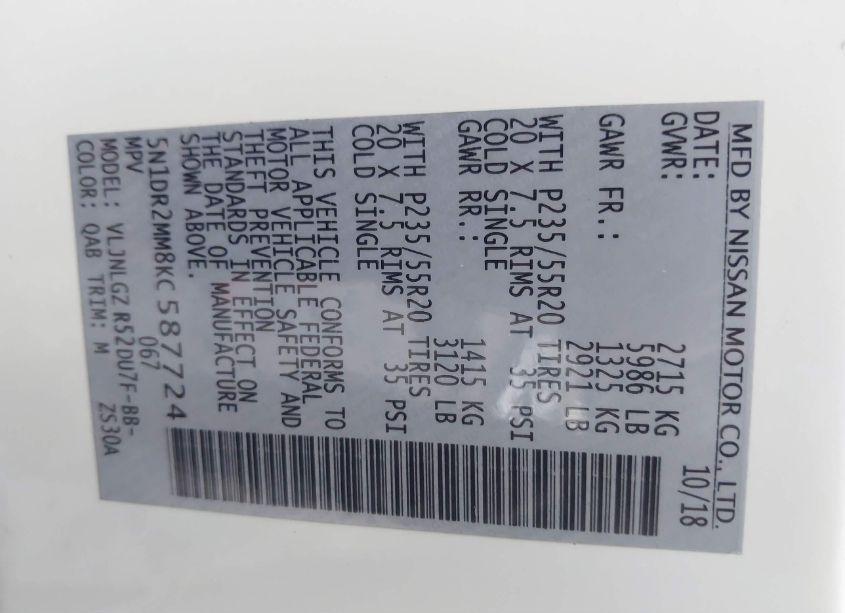 MFD BY NISSAN MOTOR CO., LTD.
DATE: 10/18
GVWR: 2715 KG
5986 LB
GAWR FR.: 1325 KG
2921 LB
WITH P235/55R20 TIRES
20 X 7.5 RIMS AT 35 PSI
COLD SINGLE
GAWR RR.: 1415 KG
3120 LB
WITH P235/55R20 TIRES
20 X 7.5 RIMS AT 35 PSI
COLD SINGLE
THIS VEHICLE CONFORMS TO
ALL APPLICABLE FEDERAL
MOTOR VEHICLE SAFETY AND
THEFT PREVENTION
STANDARDS IN EFFECT ON
THE DATE OF MANUFACTURE
SHOWN ABOVE.
5N1DR2MM8KC587724
MPV 067
MODEL: VLJNLGZ R52DU7F-BB-
COLOR: QAB TRIM: M ZS30A